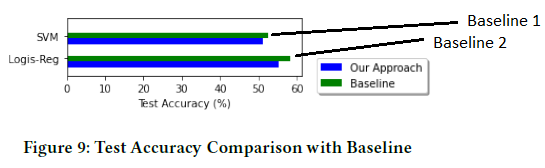 Baseline 1
SVM
Baseline 2
Logis-Reg
Our Approach
Baseline
0 10 20 30 40 50 60
Test Accuracy (%)
Figure 9: Test Accuracy Comparison with Baseline